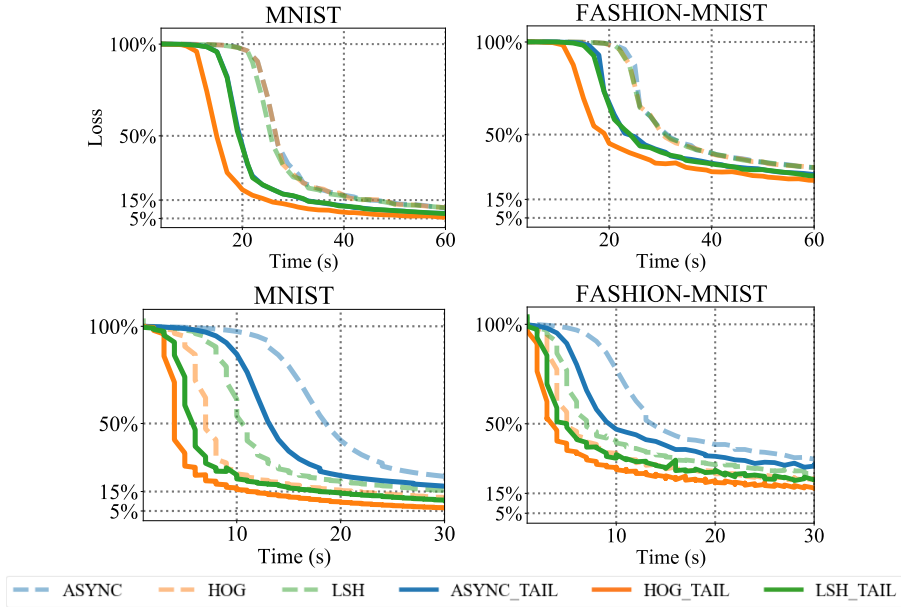 MNIST
100%
50%
15%
5%
Loss
20
40
60
Time (s)
FASHION-MNIST
100%
50%
15%
5%
20
40
60
Time (s)
MNIST
100%
50%
15%
5%
10
20
30
Time (s)
FASHION-MNIST
100%
50%
15%
5%
10
20
30
Time (s)
ASYNC HOG LSH ASYNC_TAIL HOG_TAIL LSH_TAIL